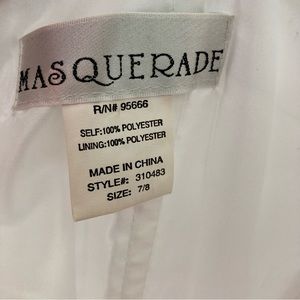 MASQUERADE
R/N# 95666
SELF:100% POLYESTER
LINING:100% POLYESTER
MADE IN CHINA
STYLE#: 310483
SIZE: 7/8